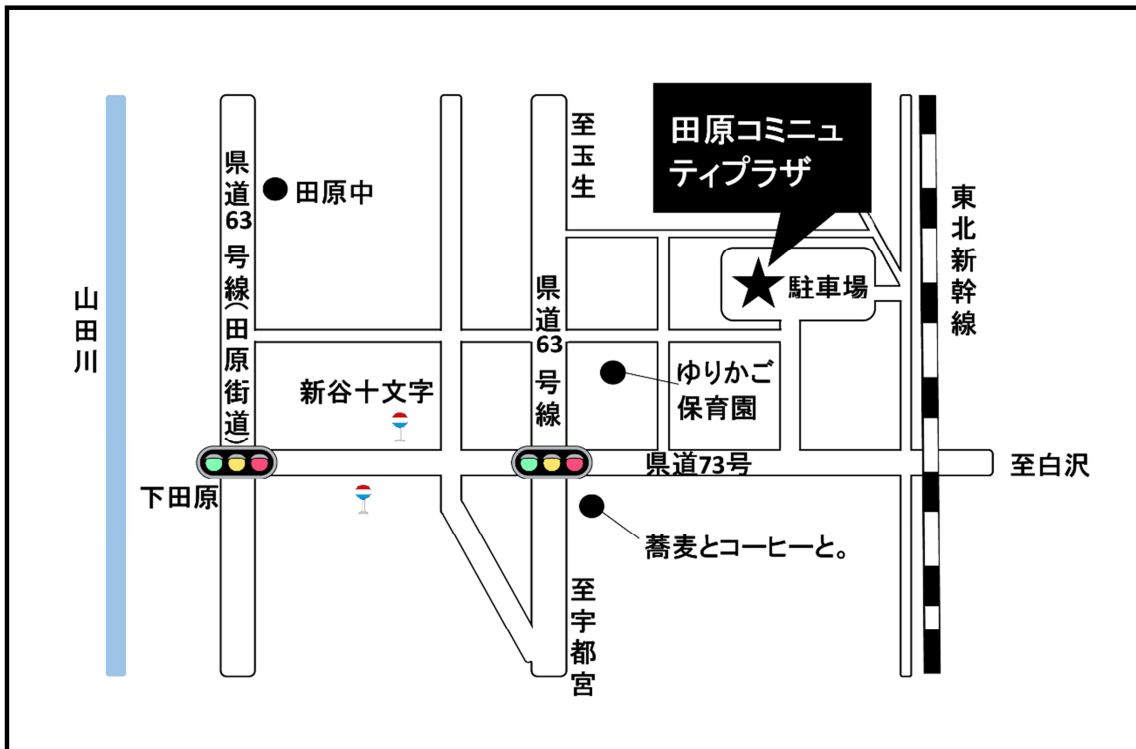 田原コミニュ
ティプラザ
至玉生
県道63号線(田原街道)
田原中
東北新幹線
山田川
県道63号線
駐車場
ゆりかご
保育園
新谷十文字
県道73号
至白沢
下田原
蕎麦とコーヒーと。
至宇都宮